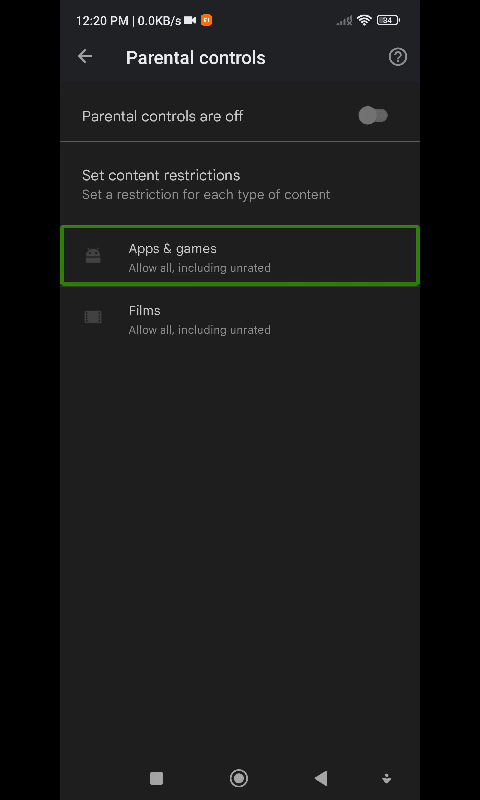 12:20 PM | 0.0KB/s
84
Parental controls
Parental controls are off
Set content restrictions
Set a restriction for each type of content
Apps & games
Allow all, including unrated
Films
Allow all, including unrated